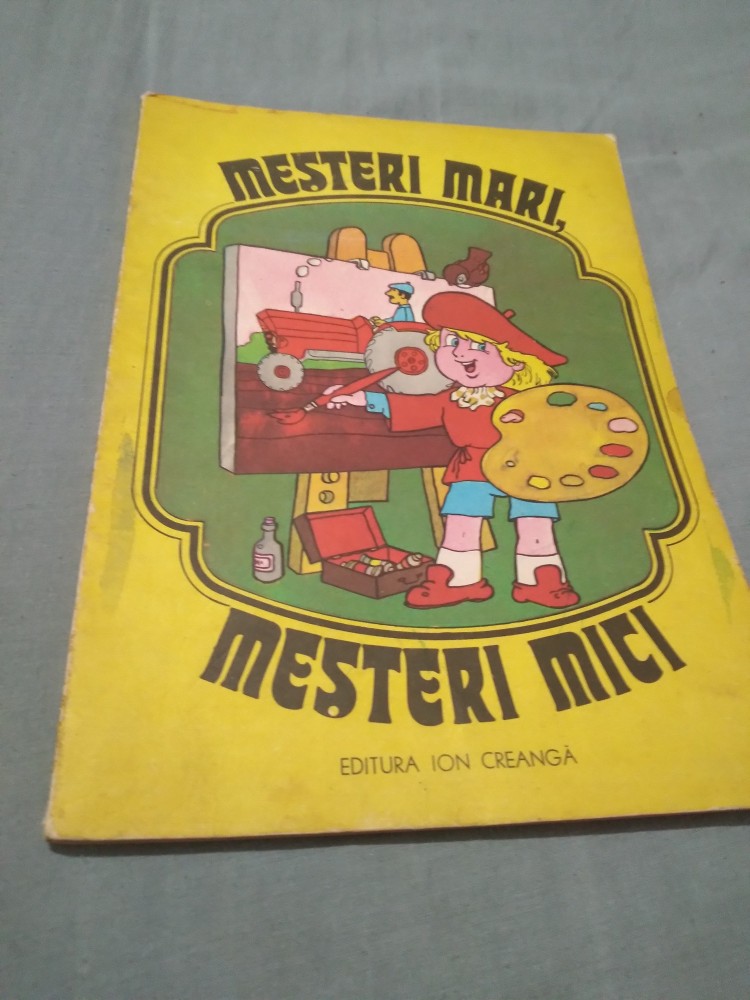 MEȘTERI MARI,
MEȘTERI MICI
EDITURA ION CREANGĂ